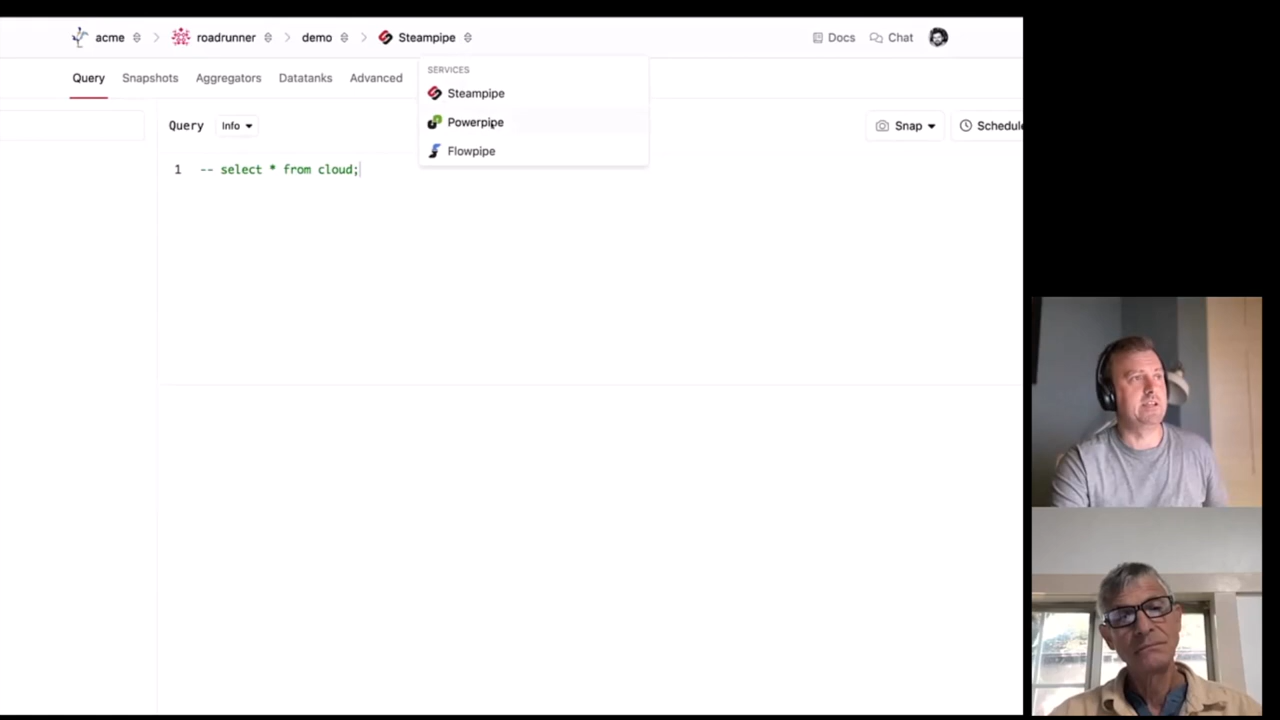 acme roadrunner demo Steampipe Docs Chat
Query Snapshots Aggregators Datatanks Advanced
SERVICES
Steampipe
Powerpipe
Flowpipe
Query Info Snap Schedule
1 -- select * from cloud;